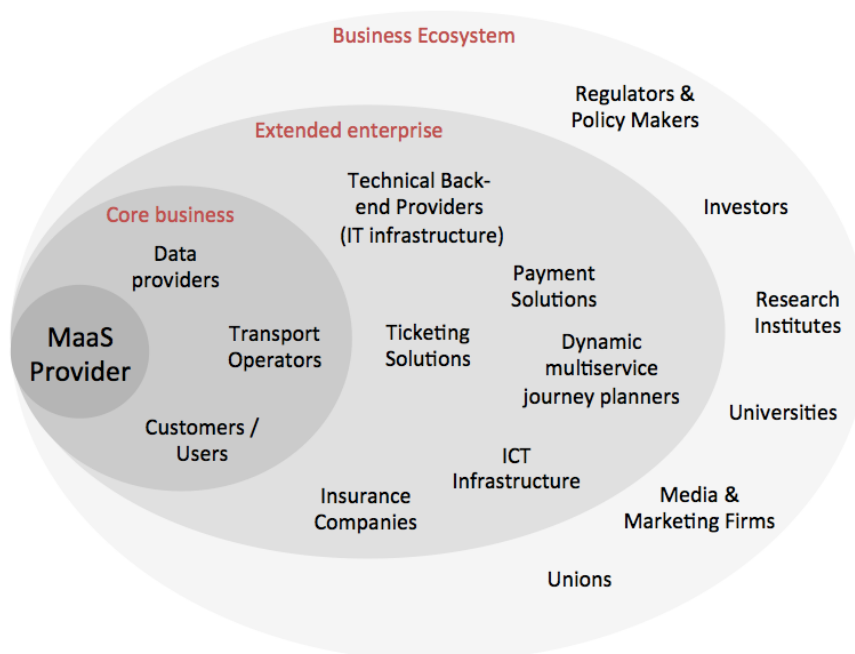 Business Ecosystem
Regulators &
Policy Makers
Extended enterprise
Technical Back-
end Providers
(IT infrastructure)
Investors
Core business
Data
providers
Payment
Solutions
Research
Institutes
MaaS
Provider
Transport
Operators
Ticketing
Solutions
Dynamic
multiservice
journey planners
Universities
Customers /
Users
ICT
Infrastructure
Insurance
Companies
Media &
Marketing Firms
Unions